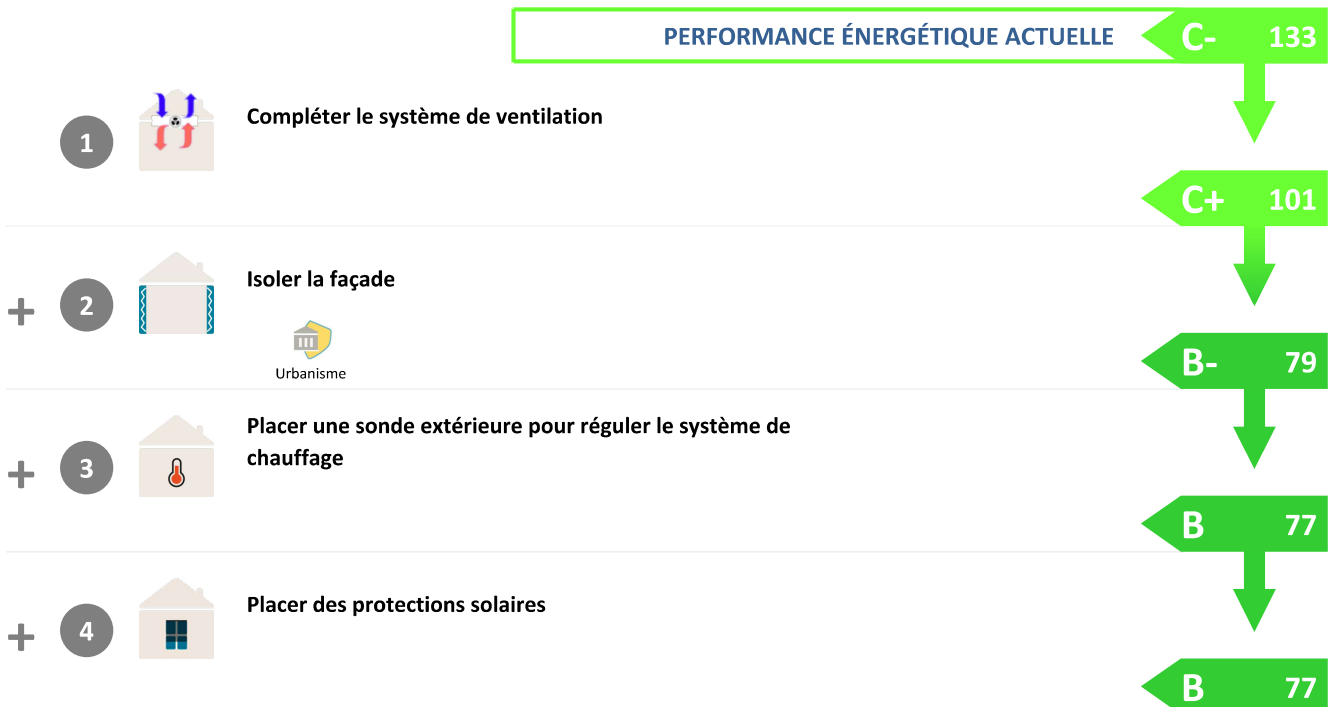 PERFORMANCE ÉNERGÉTIQUE ACTUELLE C- 133
1 Compléter le système de ventilation
C+ 101
+ 2 Isoler la façade
Urbanisme
B- 79
+ 3 Placer une sonde extérieure pour réguler le système de
chauffage
B 77
+ 4 Placer des protections solaires
B 77